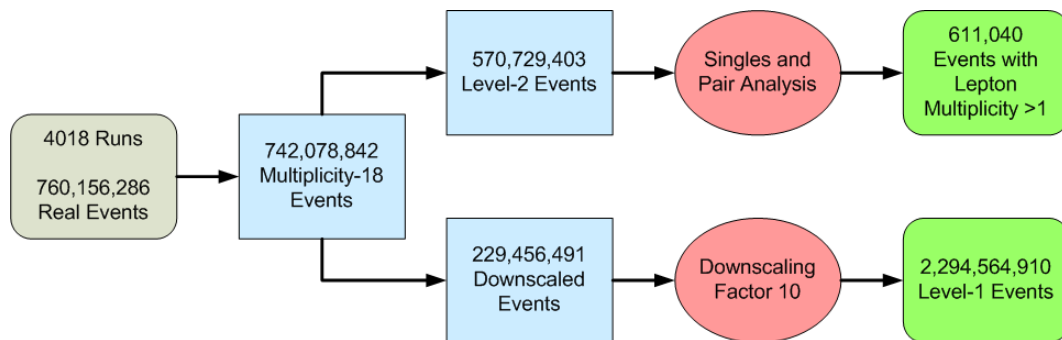 4018 Runs
760,156,286
Real Events
742,078,842
Multiplicity-18
Events
570,729,403
Level-2 Events
Singles and
Pair Analysis
611,040
Events with
Lepton
Multiplicity >1
229,456,491
Downscaled
Events
Downscaling
Factor 10
2,294,564,910
Level-1 Events